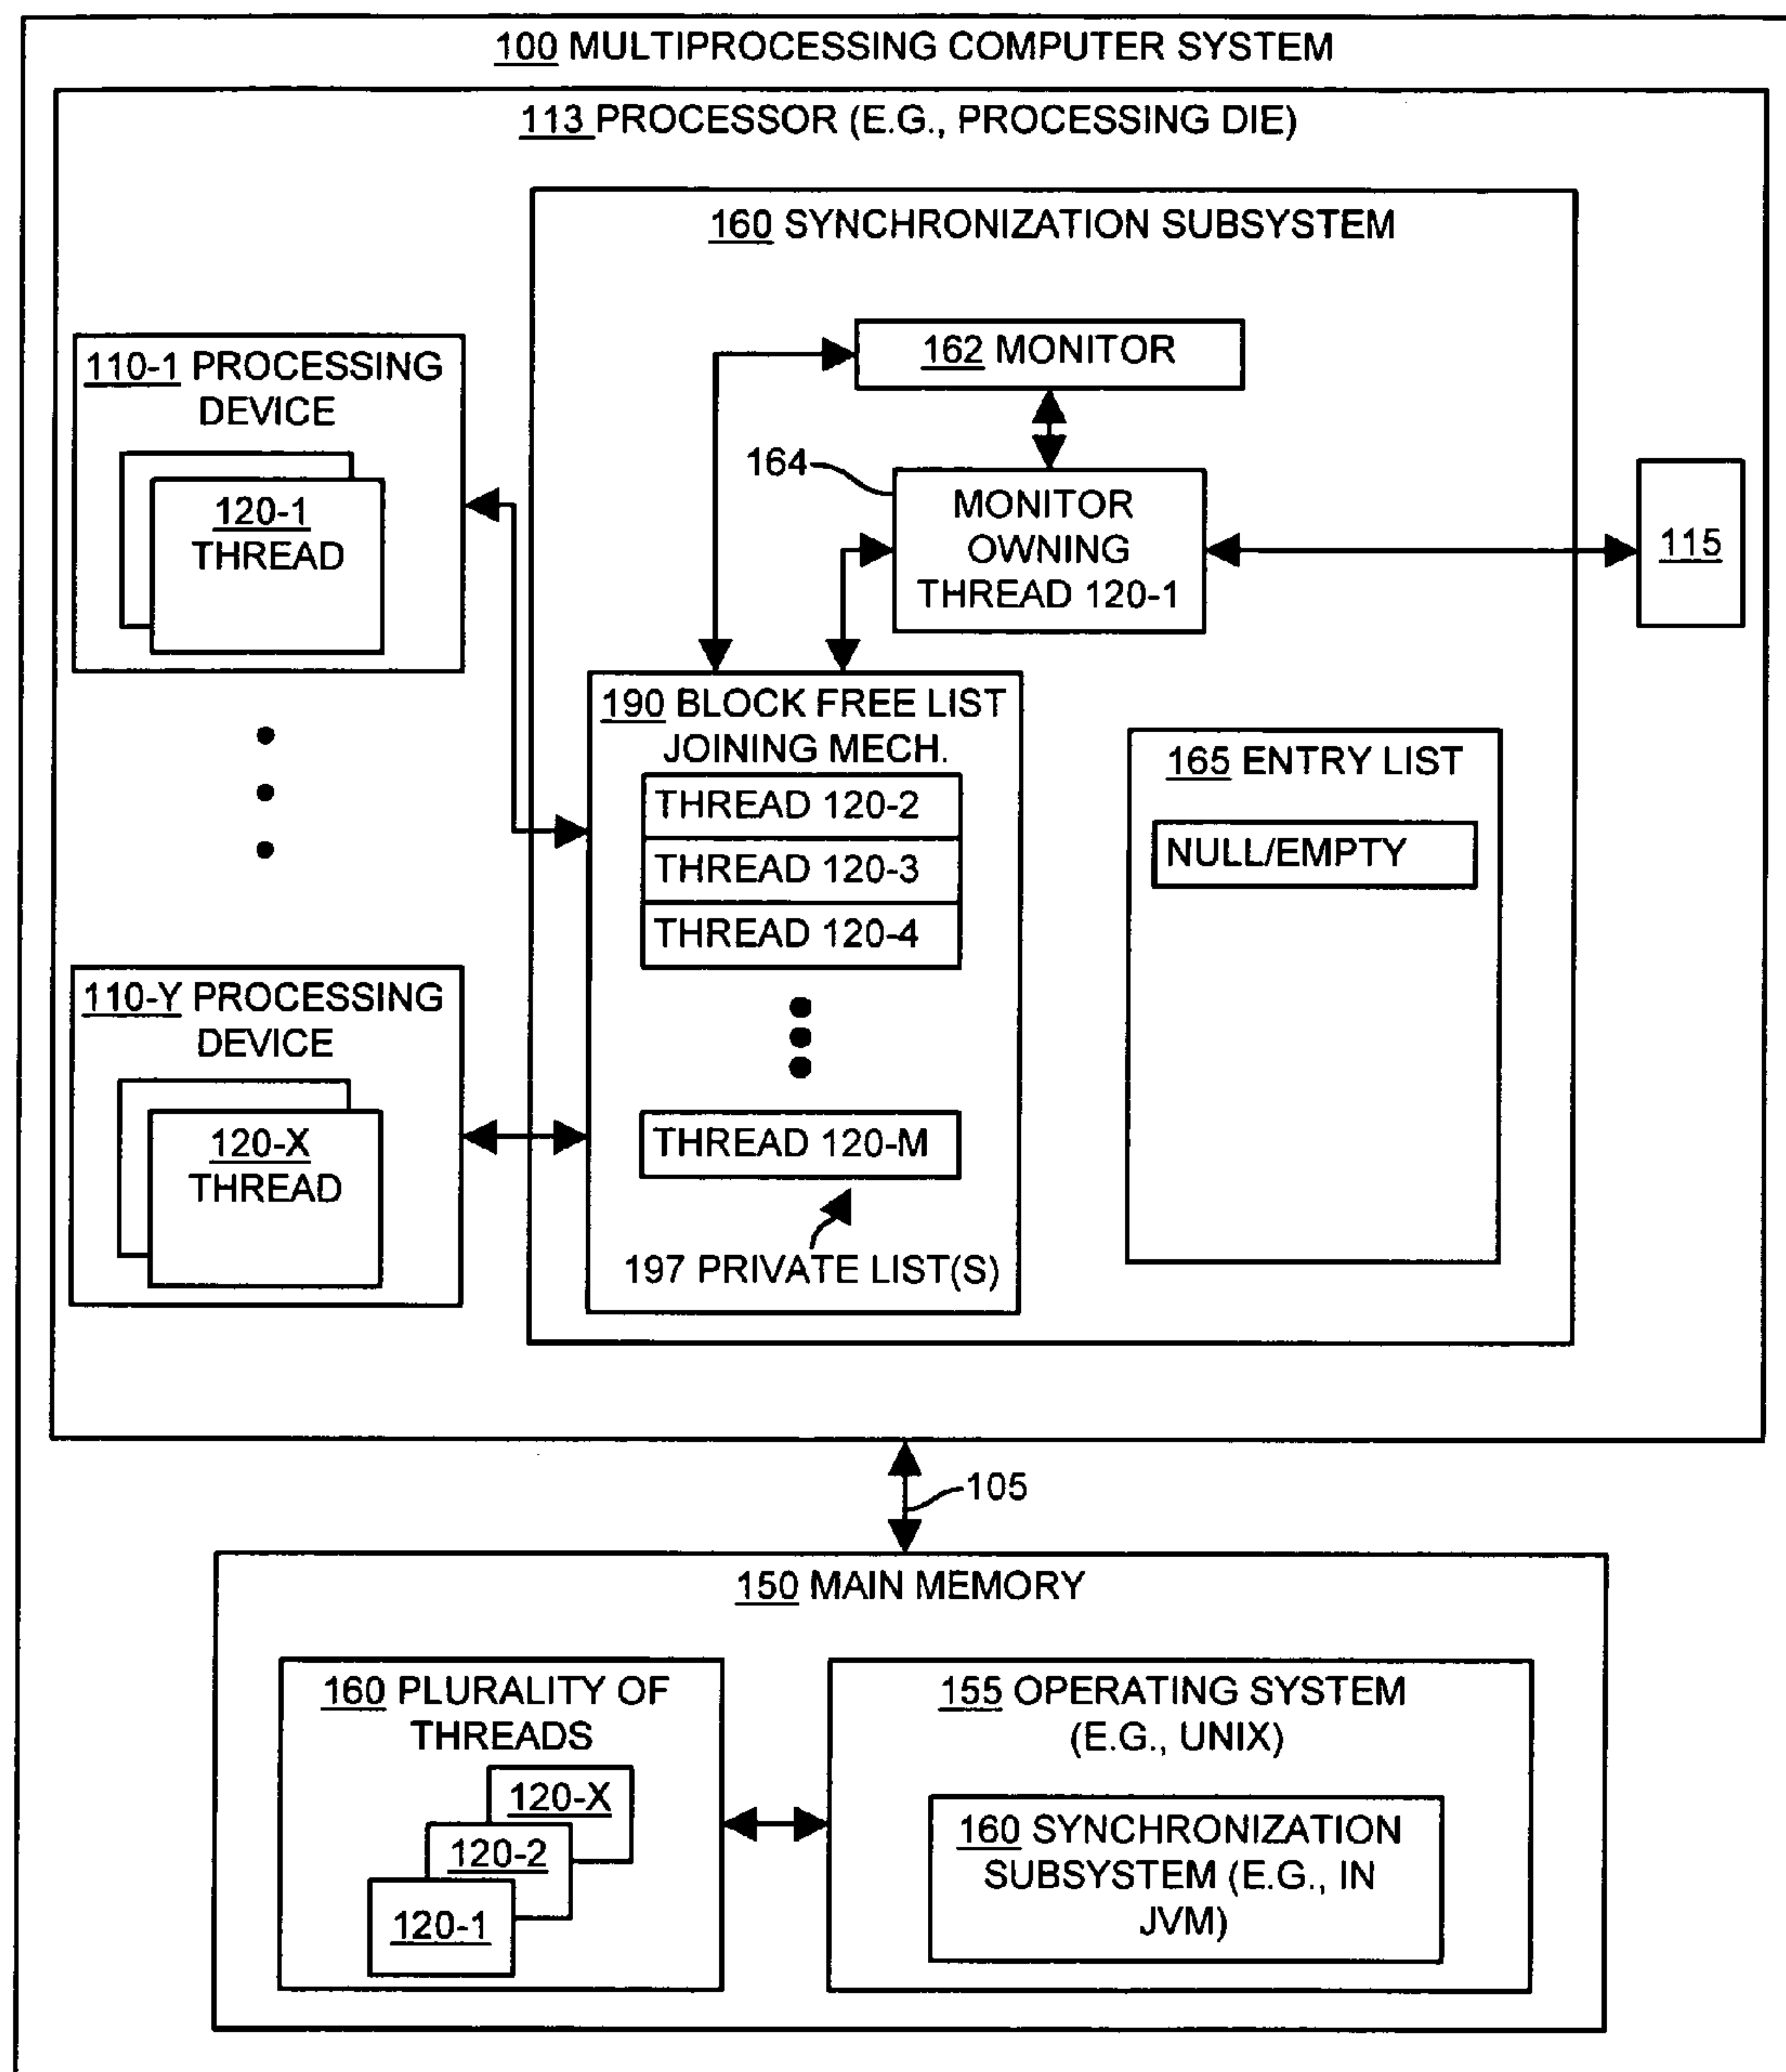 100 MULTIPROCESSING COMPUTER SYSTEM
113 PROCESSOR (E.G., PROCESSING DIE)
160 SYNCHRONIZATION SUBSYSTEM
110-1 PROCESSING
DEVICE
120-1
THREAD
162 MONITOR
164
MONITOR
OWNING
THREAD 120-1
115
190 BLOCK FREE LIST
JOINING MECH.
THREAD 120-2
THREAD 120-3
THREAD 120-4
THREAD 120-M
197 PRIVATE LIST(S)
165 ENTRY LIST
NULL/EMPTY
110-Y PROCESSING
DEVICE
120-X
THREAD
105
150 MAIN MEMORY
160 PLURALITY OF
THREADS
120-X
120-2
120-1
155 OPERATING SYSTEM
(E.G., UNIX)
160 SYNCHRONIZATION
SUBSYSTEM (E.G., IN
JVM)